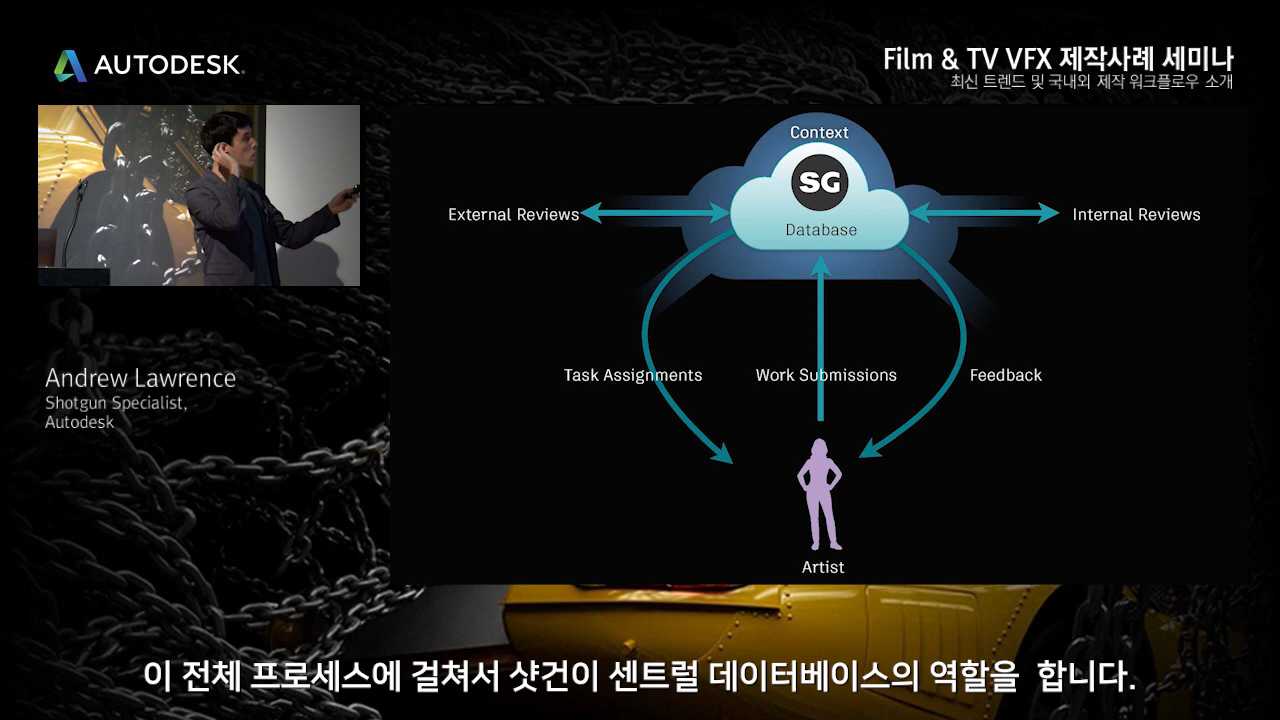 AUTODESK.
Film & TV VFX 제작사례 세미나
최신 트렌드 및 국내외 제작 워크플로우 소개
Context
SG
Database
External Reviews
Internal Reviews
Task Assignments
Work Submissions
Feedback
Artist
Andrew Lawrence
Shotgun Specialist,
Autodesk
이 전체 프로세스에 걸쳐서 샷건이 센트럴 데이터베이스의 역할을 합니다.